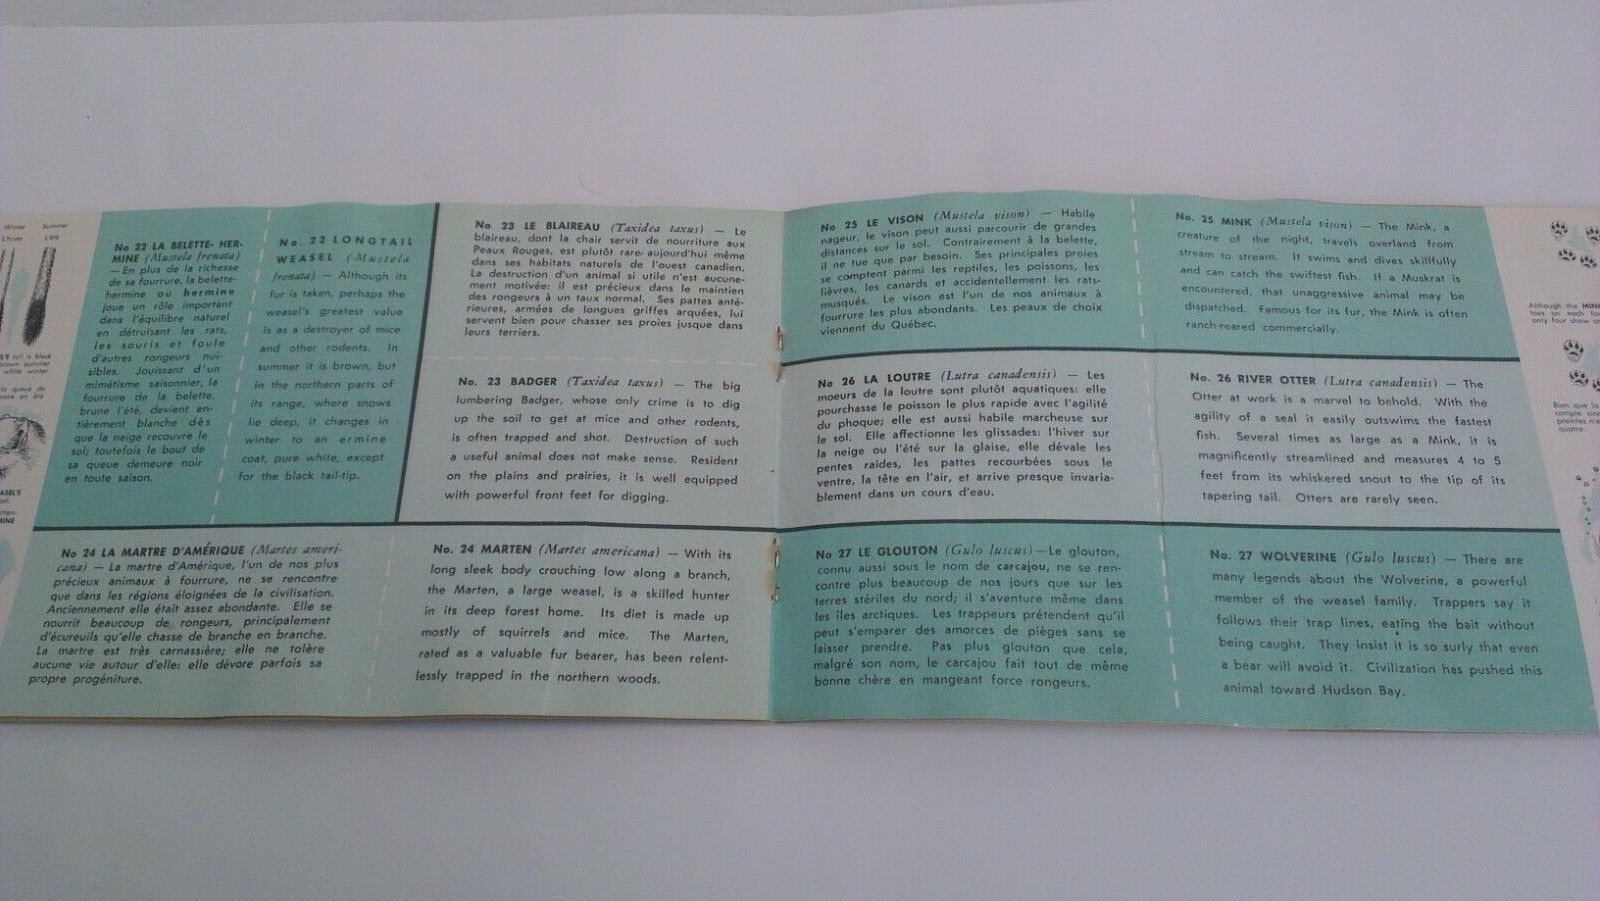 Winter Summer
L'hiver L'été
EL'S tail is black
rown summer
white winter
la queue de
noire en été
EASEL'S
MINE
No 22 LA BELETTE- HER-
MINE (Mustela frenata)
— En plus de la richesse
de sa fourrure, la belette-
hermine ou hermine
joue un rôle important
dans l'équilibre naturel
en détruisant les rats,
les souris et foule
d'autres rongeurs nui-
sibles. Jouissant d'un
mimétisme saisonnier, la
fourrure de la belette,
brune l'été, devient en-
tièrement blanche dès
que la neige recouvre le
sol; toutefois le bout de
sa queue demeure noir
en toute saison.
No. 22 LONGTAIL
WEASEL (Mustela
frenata) — Although its
fur is taken, perhaps the
weasel's greatest value
is as a destroyer of mice
and other rodents. In
summer it is brown, but
in the northern parts of
its range, where snows
lie deep, it changes in
winter to an ermine
coat, pure white, except
for the black tail-tip.
No 23 LE BLAIREAU (Taxidea taxus) — Le
blaireau, dont la chair servit de nourriture aux
Peaux Rouges, est plutôt rare aujourd'hui même
dans ses habitats naturels de l'ouest canadien.
La destruction d'un animal si utile n'est aucune-
ment motivée: il est précieux dans le maintien
des rongeurs à un taux normal. Ses pattes anté-
rieures, armées de longues griffes arquées, lui
servent bien pour chasser ses proies jusque dans
leurs terriers.
No. 23 BADGER (Taxidea taxus) — The big
lumbering Badger, whose only crime is to dig
up the soil to get at mice and other rodents,
is often trapped and shot. Destruction of such
a useful animal does not make sense. Resident
on the plains and prairies, it is well equipped
with powerful front feet for digging.
No 24 LA MARTRE D'AMÉRIQUE (Martes ameri-
cana) — La martre d'Amérique, l'un de nos plus
précieux animaux à fourrure, ne se rencontre
que dans les régions éloignées de la civilisation.
Anciennement elle était assez abondante. Elle se
nourrit beaucoup de rongeurs, principalement
d'écureuils qu'elle chasse de branche en branche.
La martre est très carnassière; elle ne tolère
aucune vie autour d'elle: elle dévore parfois sa
propre progéniture.
No. 24 MARTEN (Martes americana) — With its
long sleek body crouching low along a branch,
the Marten, a large weasel, is a skilled hunter
in its deep forest home. Its diet is made up
mostly of squirrels and mice. The Marten,
rated as a valuable fur bearer, has been relent-
lessly trapped in the northern woods.
No 25 LE VISON (Mustela vison) — Habile
nageur, le vison peut aussi parcourir de grandes
distances sur le sol. Contrairement à la belette,
il ne tue que par besoin. Ses principales proies
se comptent parmi les reptiles, les poissons, les
lièvres, les canards et accidentellement les rats-
musqués. Le vison est l'un de nos animaux à
fourrure les plus abondants. Les peaux de choix
viennent du Québec.
No. 25 MINK (Mustela vison) — The Mink, a
creature of the night, travels overland from
stream to stream. It swims and dives skillfully
and can catch the swiftest fish. If a Muskrat is
encountered, that unaggressive animal may be
dispatched. Famous for its fur, the Mink is often
ranch-reared commercially.
No 26 LA LOUTRE (Lutra canadensis) — Les
moeurs de la loutre sont plutôt aquatiques: elle
pourchasse le poisson le plus rapide avec l'agilité
du phoque; elle est aussi habile marcheuse sur
le sol. Elle affectionne les glissades: l'hiver sur
la neige ou l'été sur la glaise, elle dévale les
pentes raides, les pattes recourbées sous le
ventre, la tête en l'air, et arrive presque invaria-
blement dans un cours d'eau.
No. 26 RIVER OTTER (Lutra canadensis) — The
Otter at work is a marvel to behold. With the
agility of a seal it easily outswims the fastest
fish. Several times as large as a Mink, it is
magnificently streamlined and measures 4 to 5
feet from its whiskered snout to the tip of its
tapering tail. Otters are rarely seen.
No 27 LE GLOUTON (Gulo luscus)—Le glouton,
connu aussi sous le nom de carcajou, ne se ren-
contre plus beaucoup de nos jours que sur les
terres stériles du nord; il s'aventure même dans
les îles arctiques. Les trappeurs prétendent qu'il
peut s'emparer des amorces de pièges sans se
laisser prendre. Pas plus glouton que cela,
malgré son nom, le carcajou fait tout de même
bonne chère en mangeant force rongeurs.
No. 27 WOLVERINE (Gulo luscus) — There are
many legends about the Wolverine, a powerful
member of the weasel family. Trappers say it
follows their trap lines, eating the bait without
being caught. They insist it is so surly that even
a bear will avoid it. Civilization has pushed this
animal toward Hudson Bay.
Although the MINK
toes on each foo
only four show o
Bien que la
compte cinq
preintes n'e
quatre.